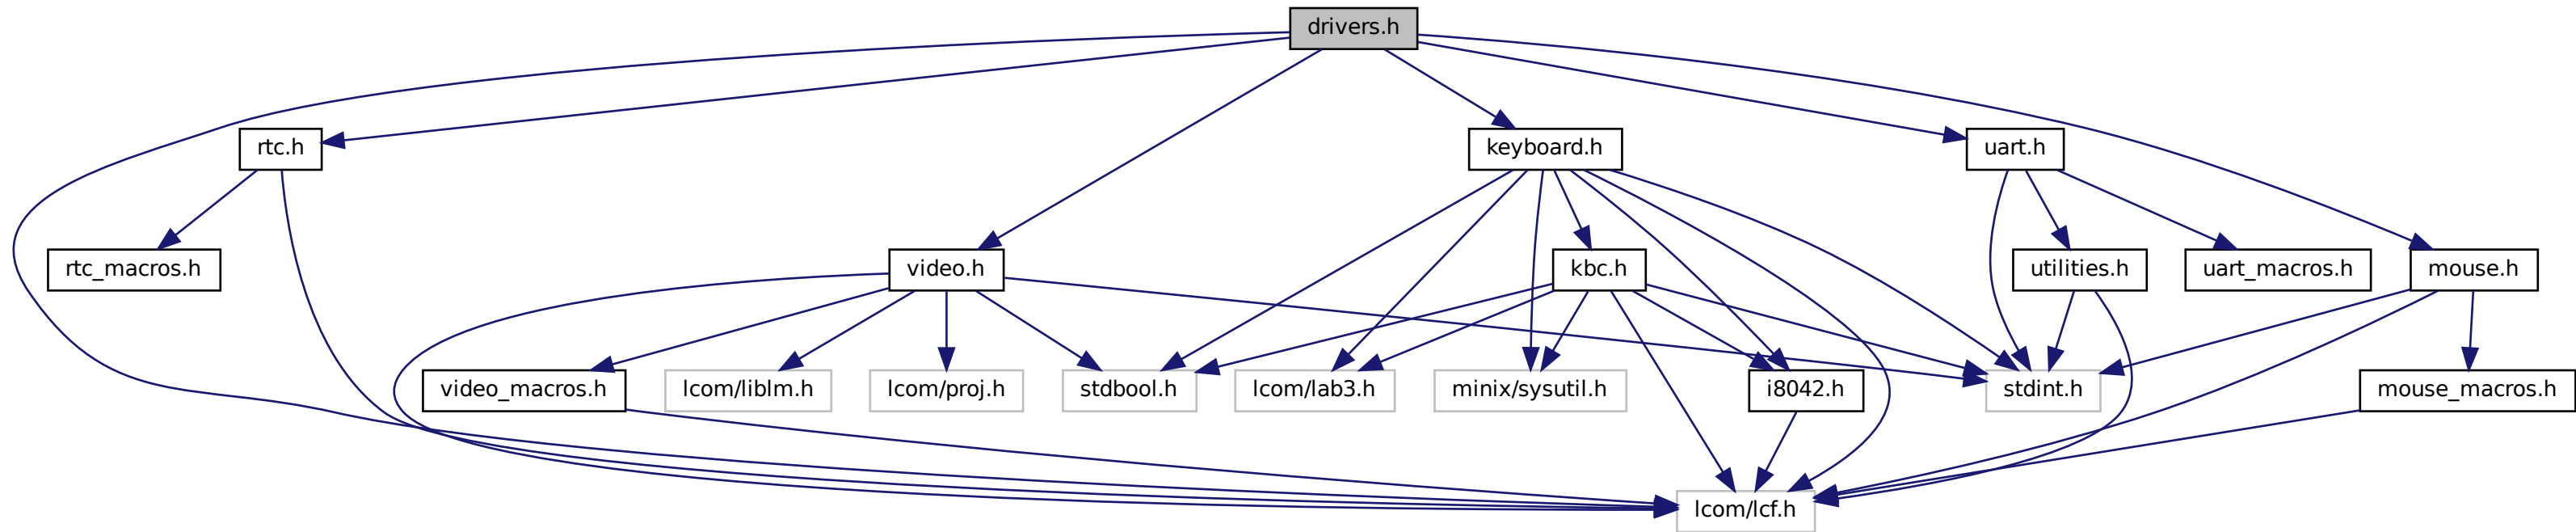 drivers.h
rtc.h
keyboard.h
uart.h
rtc_macros.h
video.h
kbc.h
utilities.h
uart_macros.h
mouse.h
video_macros.h
lcom/liblm.h
lcom/proj.h
stdbool.h
lcom/lab3.h
minix/sysutil.h
i8042.h
stdint.h
mouse_macros.h
lcom/lcf.h